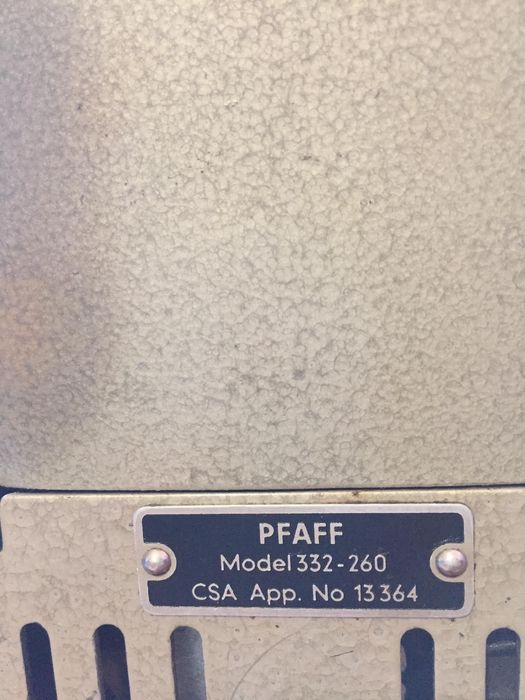 PFAFF
Model 332-260
CSA App. No 13 364